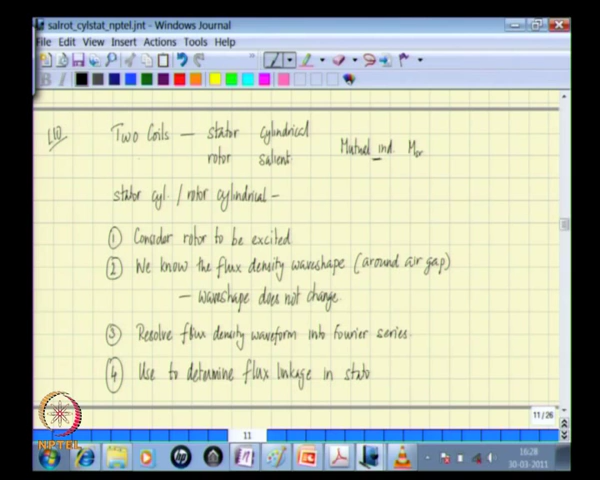 salrot_cylstat_nptel.jnt - Windows Journal
File Edit View Insert Actions Tools Help
L10. Two Coils – stator cylindrical
rotor salient
Mutual ind. Msr
stator cyl. / rotor cylindrical –
① Consider rotor to be excited
② We know the flux density waveshape (around air gap)
– waveshape does not change.
③ Resolve flux density waveform into Fourier series.
④ Use to determine flux linkage in stato
11 / 26
11
NPTEL
16:28
30-03-2011